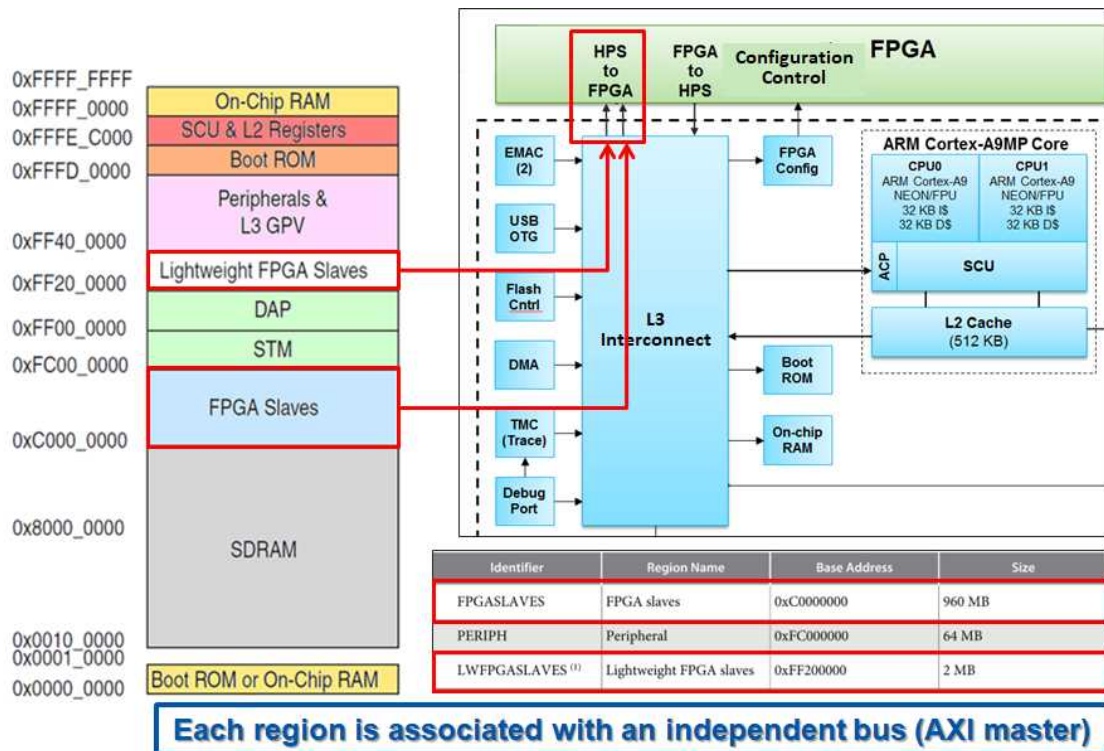 0xFFFF_FFFF
0xFFFF_0000
0xFFFE_C000
0xFFFD_0000
0xFF40_0000
0xFF20_0000
0xFF00_0000
0xFC00_0000
0xC000_0000
0x8000_0000
0x0010_0000
0x0001_0000
0x0000_0000
On-Chip RAM
SCU & L2 Registers
Boot ROM
Peripherals &
L3 GPV
Lightweight FPGA Slaves
DAP
STM
FPGA Slaves
SDRAM
Boot ROM or On-Chip RAM
HPS
to
FPGA
FPGA
to
HPS
Configuration
Control
FPGA
EMAC
(2)
USB
OTG
Flash
Cntrl
DMA
TMC
(Trace)
Debug
Port
L3
Interconnect
FPGA
Config
Boot
ROM
On-chip
RAM
ARM Cortex-A9MP Core
CPU0
ARM Cortex-A9
NEON/FPU
32 KB I$
32 KB D$
CPU1
ARM Cortex-A9
NEON/FPU
32 KB I$
32 KB D$
ACP
SCU
L2 Cache
(512 KB)
Identifier Region Name Base Address Size
FPGASLAVES FPGA slaves 0xC0000000 960 MB
PERIPH Peripheral 0xFC000000 64 MB
LWFPGASLAVES (1) Lightweight FPGA slaves 0xFF200000 2 MB
Each region is associated with an independent bus (AXI master)